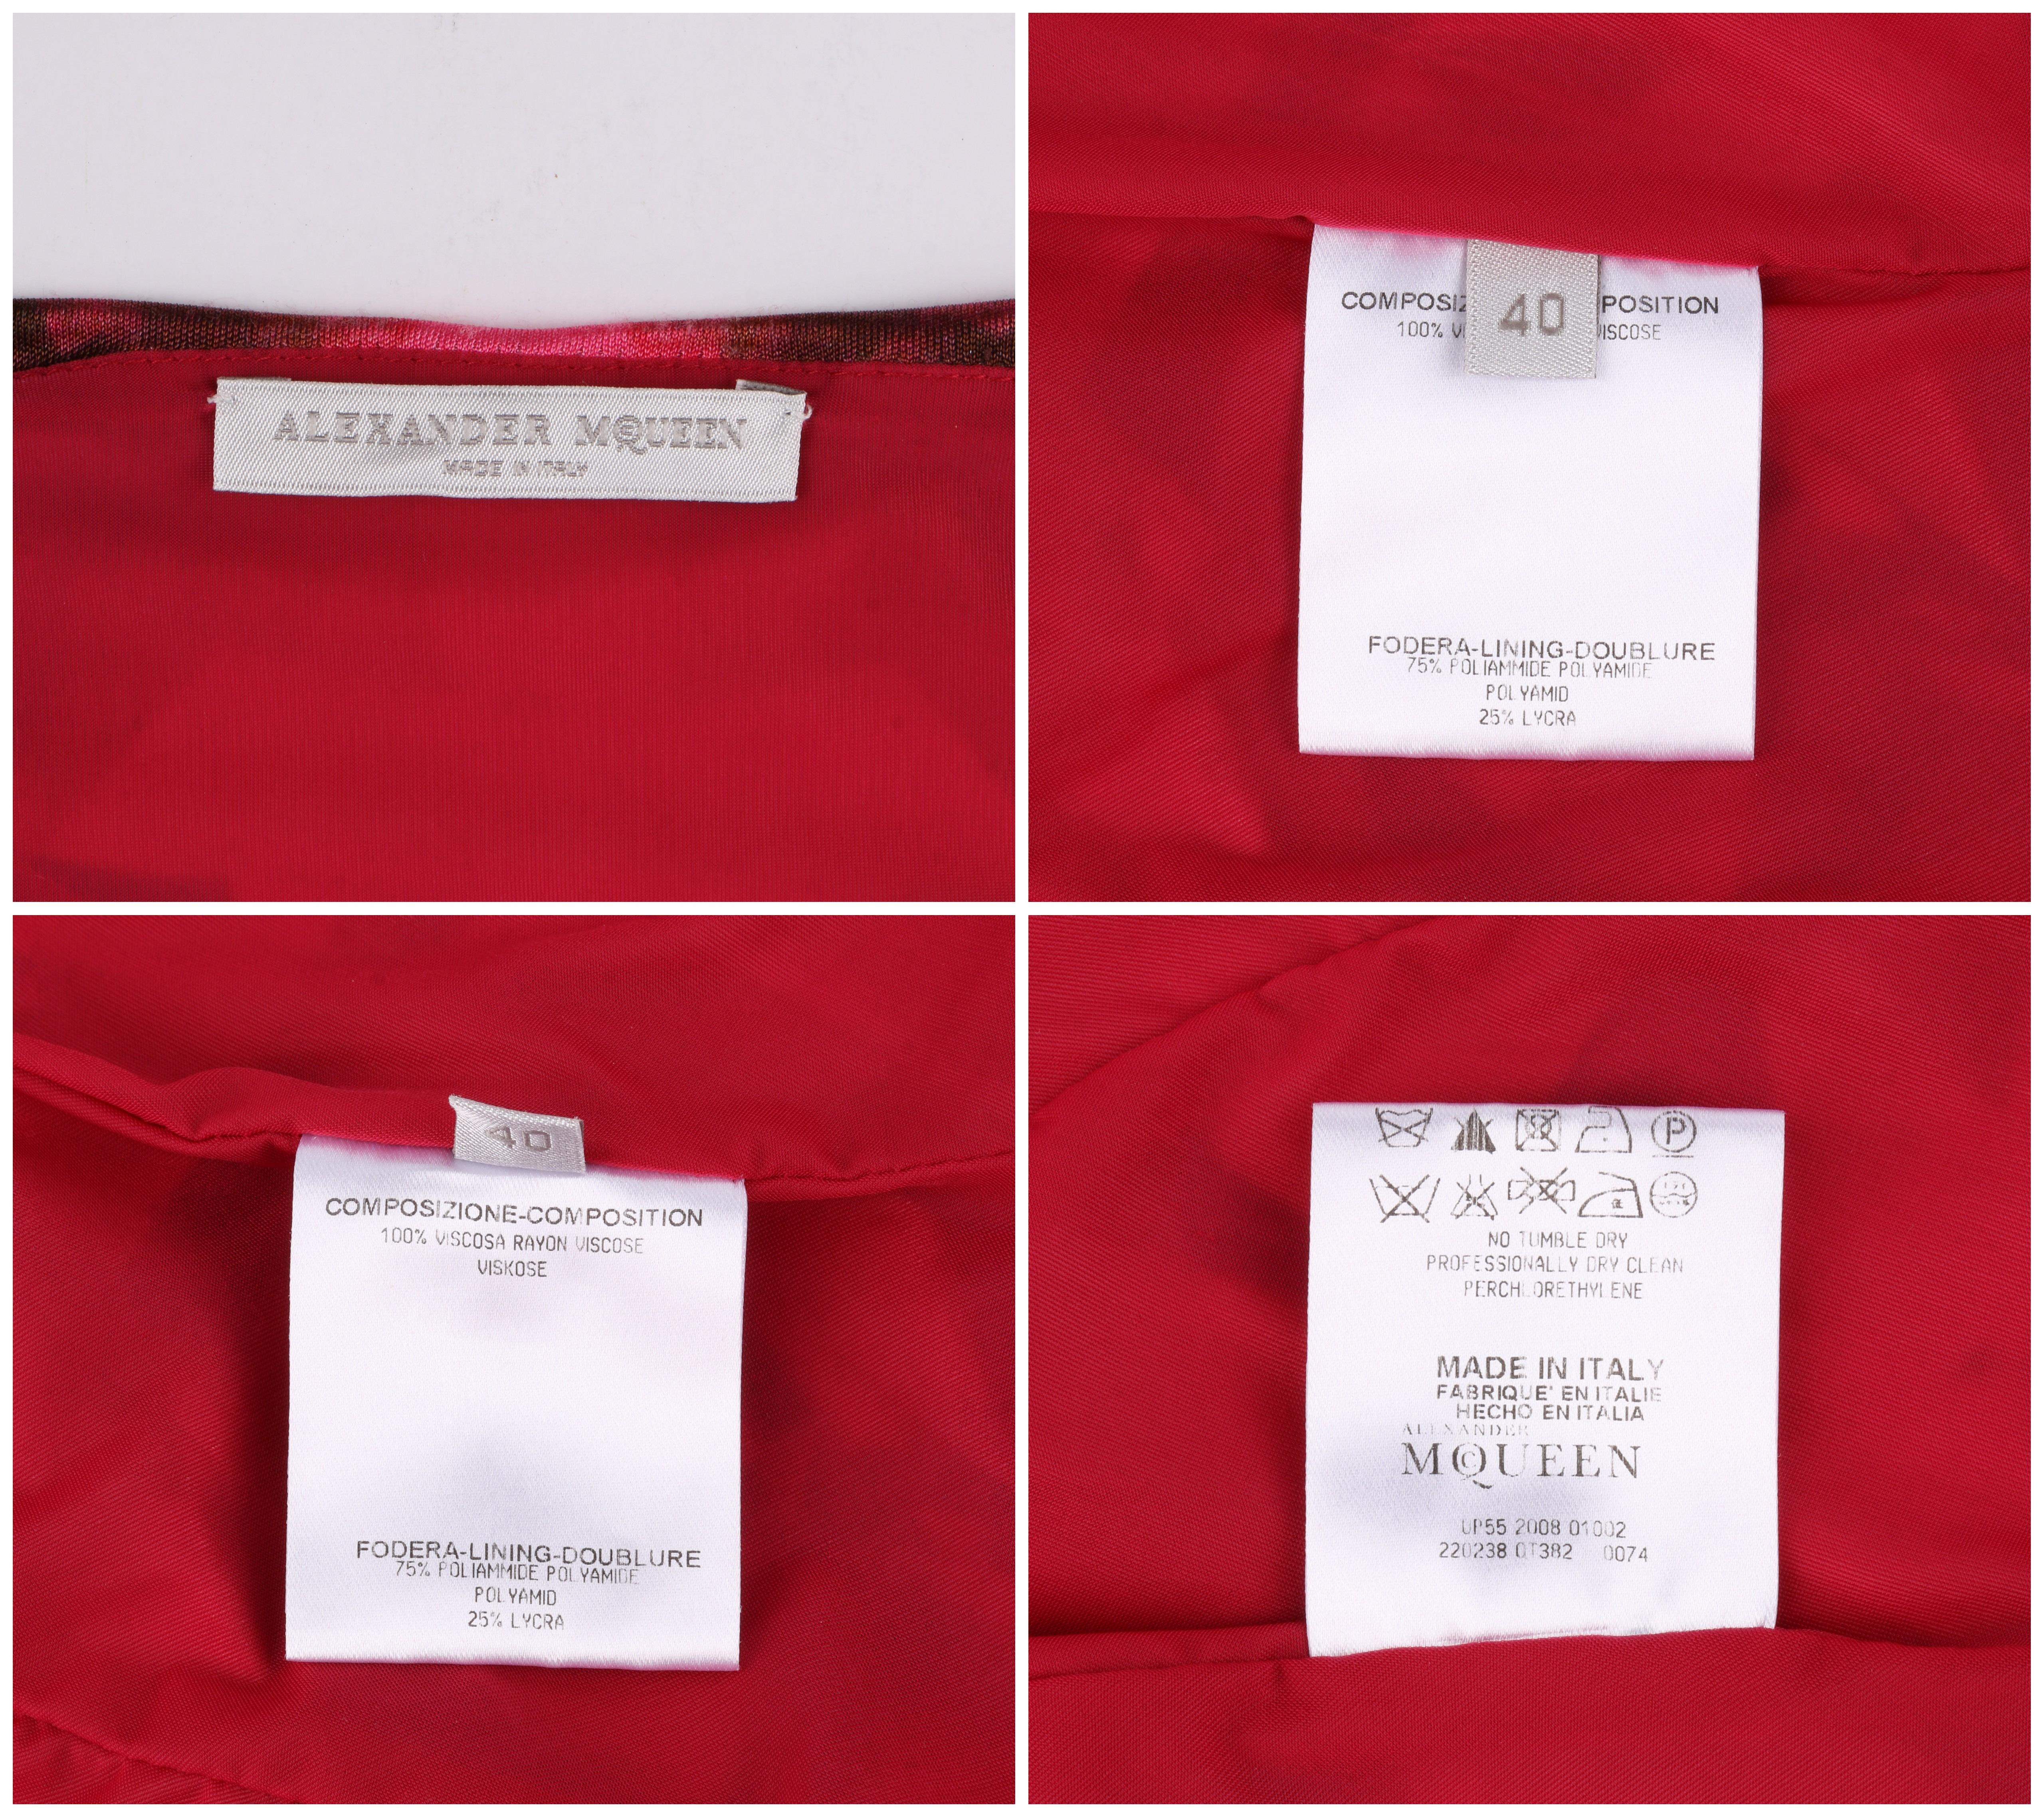 ALEXANDER MCQUEEN
MADE IN ITALY
40
COMPOSIZ POSITION
100% VI VISCOSE
FODERA-LINING-DOUBLURE
75% POLIAMMIDE POLYAMIDE
POLYAMID
25% LYCRA
40
COMPOSIZIONE-COMPOSITION
100% VISCOSA RAYON VISCOSE
VISKOSE
FODERA-LINING-DOUBLURE
75% POLIAMMIDE POLYAMIDE
POLYAMID
25% LYCRA
P
NO TUMBLE DRY
PROFESSIONALLY DRY CLEAN
PERCHLORETHYLENE
MADE IN ITALY
FABRIQUE' EN ITALIE
HECHO EN ITALIA
ALEXANDER
MCQUEEN
UP55 2008 01002
220238 QT382 0074